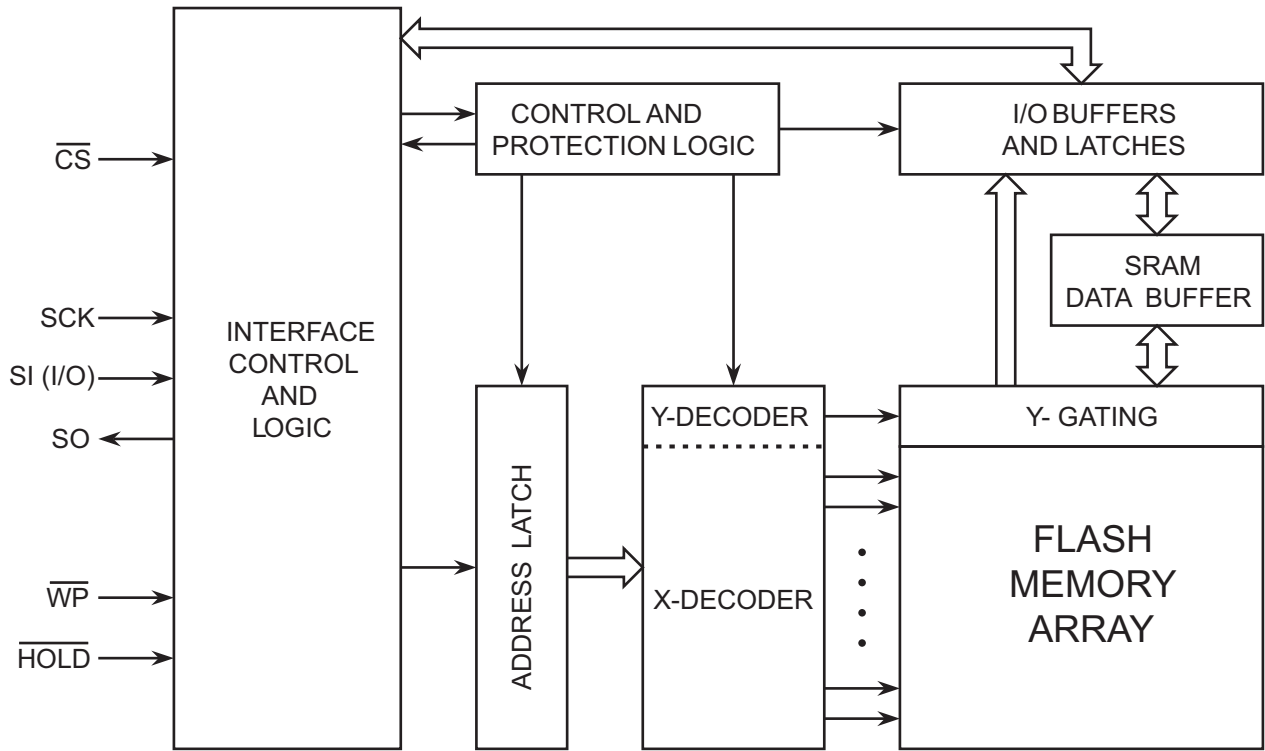 CS
SCK
SI (I/O)
SO
WP
HOLD
INTERFACE
CONTROL
AND
LOGIC
CONTROL AND
PROTECTION LOGIC
I/O BUFFERS
AND LATCHES
SRAM
DATA BUFFER
ADDRESS LATCH
Y-DECODER
X-DECODER
Y- GATING
FLASH
MEMORY
ARRAY